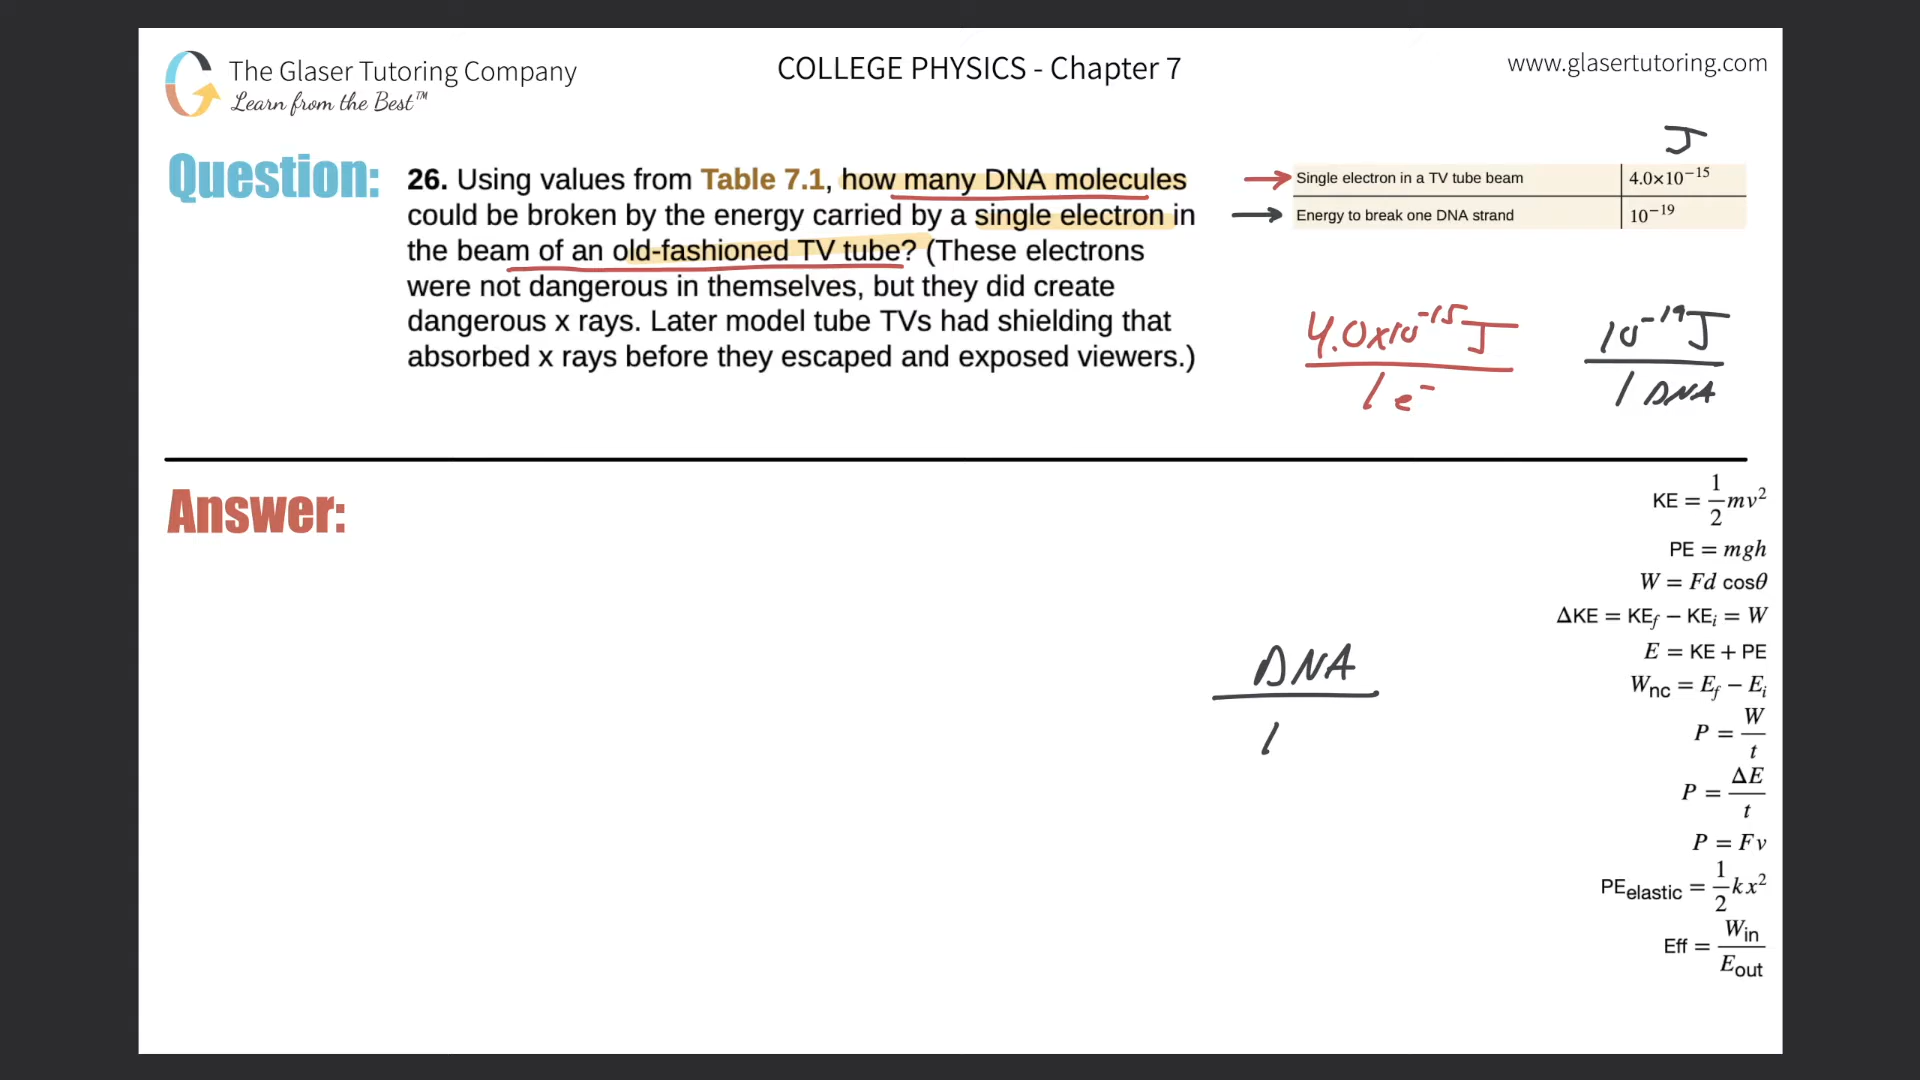 The Glaser Tutoring Company
Learn from the Best™
COLLEGE PHYSICS - Chapter 7
www.glasertutoring.com
Question:
26. Using values from Table 7.1, how many DNA molecules
could be broken by the energy carried by a single electron in
the beam of an old-fashioned TV tube? (These electrons
were not dangerous in themselves, but they did create
dangerous x rays. Later model tube TVs had shielding that
absorbed x rays before they escaped and exposed viewers.)
J
Single electron in a TV tube beam 4.0×10⁻¹⁵
Energy to break one DNA strand 10⁻¹⁹
4.0x10⁻¹⁵ J
1 e⁻
10⁻¹⁹ J
1 DNA
Answer:
DNA
1
KE = 1/2 mv²
PE = mgh
W = Fd cosθ
ΔKE = KE_f − KE_i = W
E = KE + PE
W_nc = E_f − E_i
P = W/t
P = ΔE/t
P = Fv
PE_elastic = 1/2 kx²
Eff = W_in/E_out